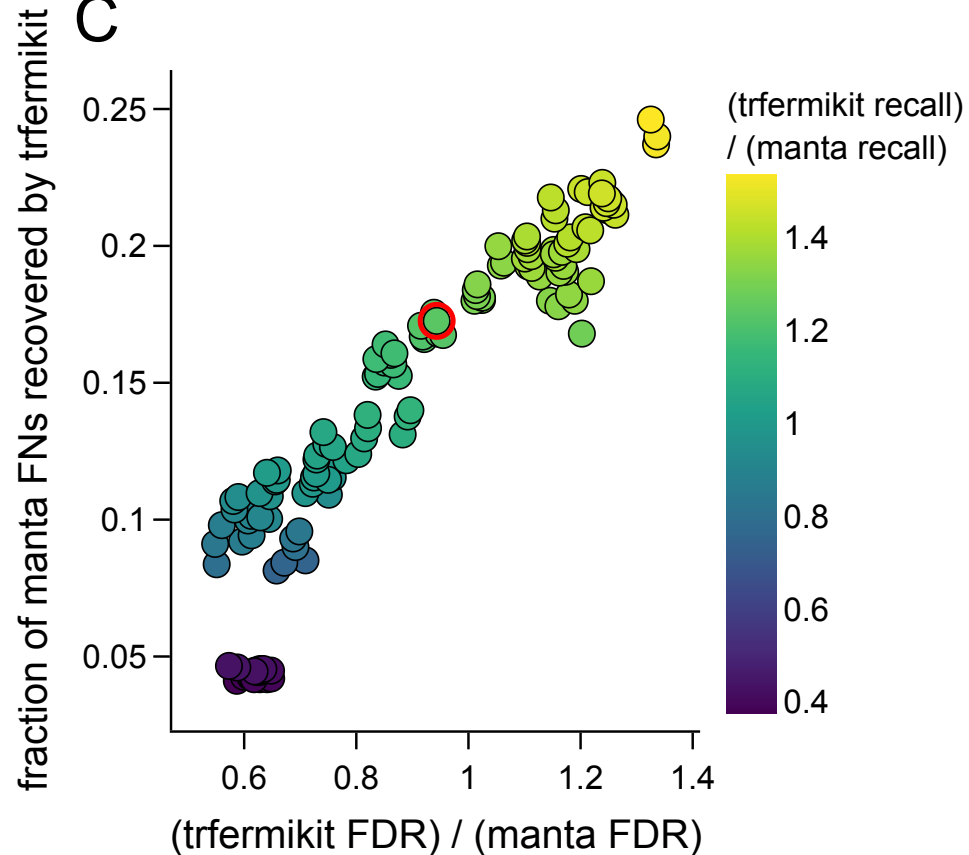 C
fraction of manta FNs recovered by trfermikit
0.25
0.2
0.15
0.1
0.05
0.6 0.8 1 1.2 1.4
(trfermikit FDR) / (manta FDR)
(trfermikit recall)
/ (manta recall)
1.4
1.2
1
0.8
0.6
0.4